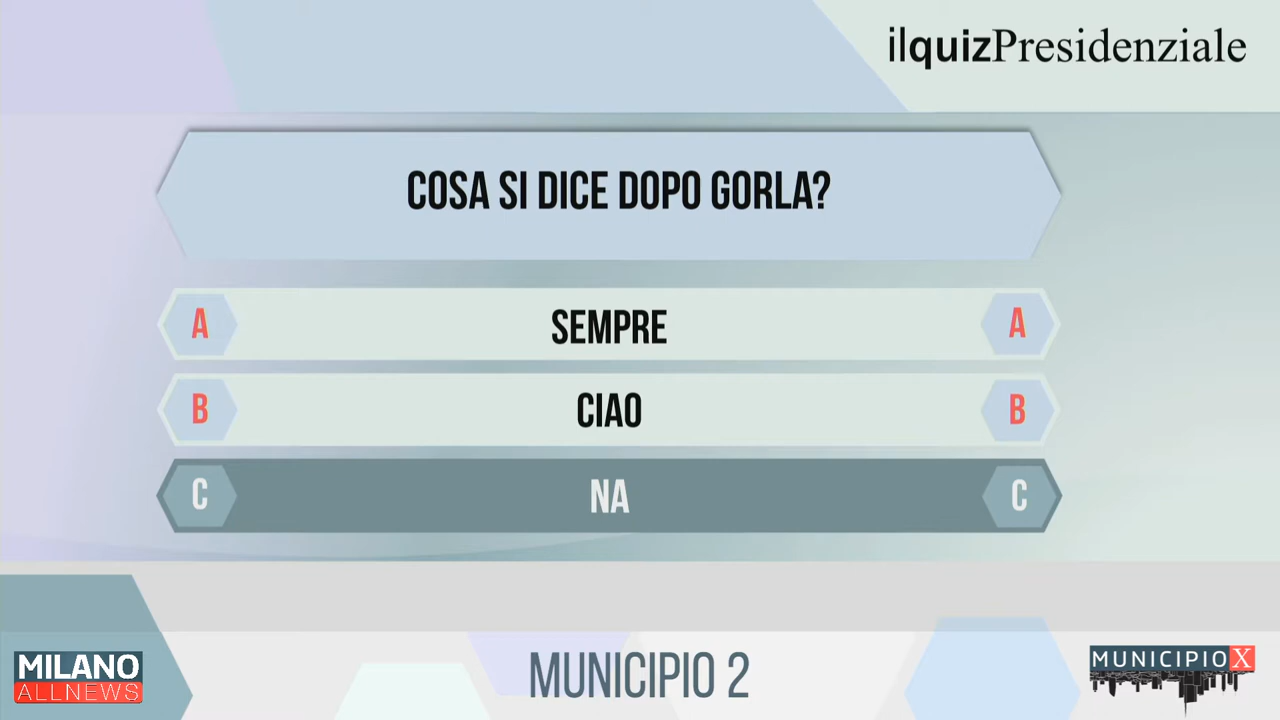 ilquizPresidenziale
COSA SI DICE DOPO GORLA?
A SEMPRE A
B CIAO B
C NA C
MILANO
ALLNEWS
MUNICIPIO 2
MUNICIPIO X